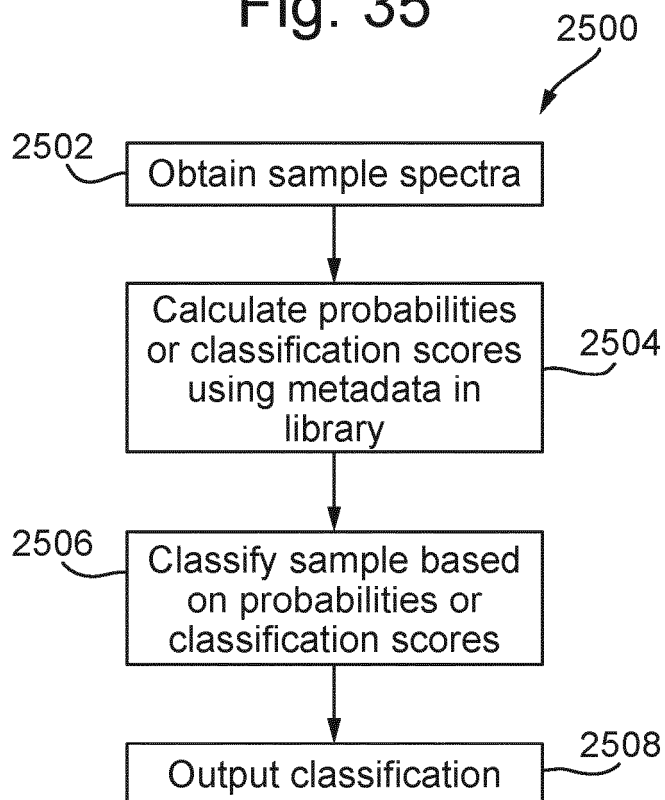 Fig. 35
2500
2502
Obtain sample spectra
Calculate probabilities
or classification scores
using metadata in
library
2504
2506
Classify sample based
on probabilities or
classification scores
2508
Output classification